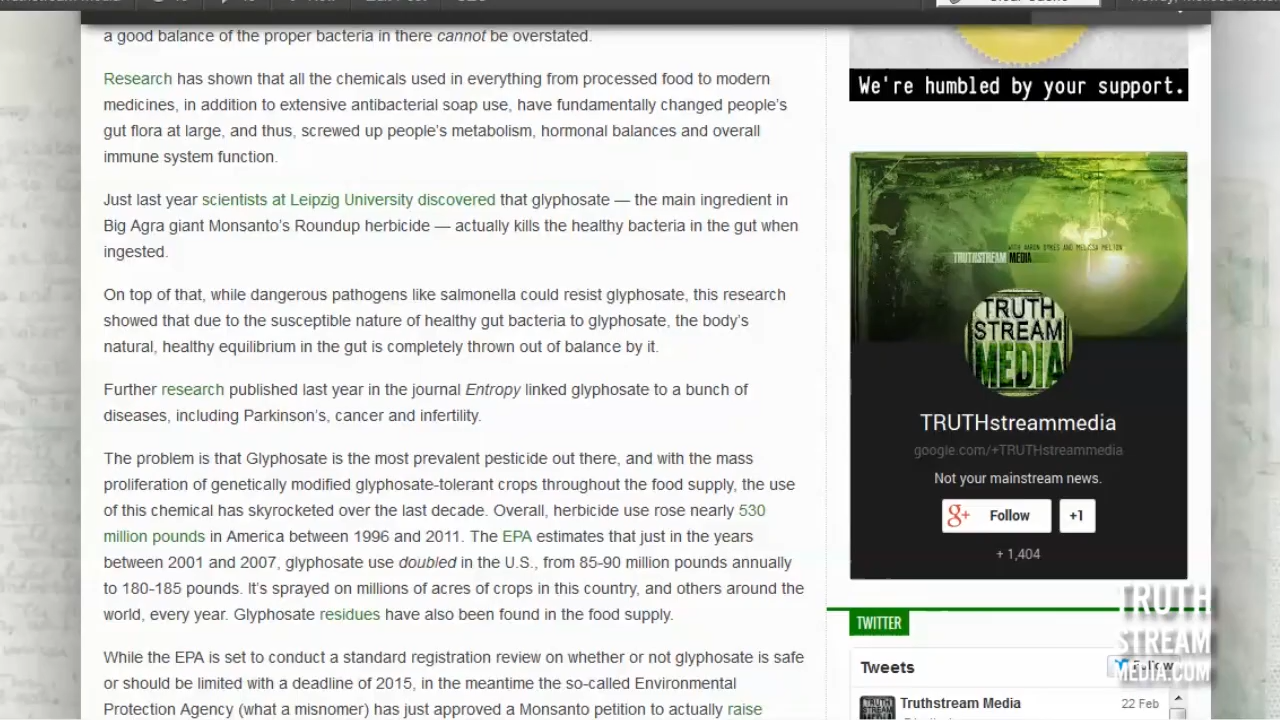 a good balance of the proper bacteria in there cannot be overstated.
Research has shown that all the chemicals used in everything from processed food to modern
medicines, in addition to extensive antibacterial soap use, have fundamentally changed people's
gut flora at large, and thus, screwed up people's metabolism, hormonal balances and overall
immune system function.
Just last year scientists at Leipzig University discovered that glyphosate — the main ingredient in
Big Agra giant Monsanto's Roundup herbicide — actually kills the healthy bacteria in the gut when
ingested.
On top of that, while dangerous pathogens like salmonella could resist glyphosate, this research
showed that due to the susceptible nature of healthy gut bacteria to glyphosate, the body's
natural, healthy equilibrium in the gut is completely thrown out of balance by it.
Further research published last year in the journal Entropy linked glyphosate to a bunch of
diseases, including Parkinson's, cancer and infertility.
The problem is that Glyphosate is the most prevalent pesticide out there, and with the mass
proliferation of genetically modified glyphosate-tolerant crops throughout the food supply, the use
of this chemical has skyrocketed over the last decade. Overall, herbicide use rose nearly 530
million pounds in America between 1996 and 2011. The EPA estimates that just in the years
between 2001 and 2007, glyphosate use doubled in the U.S., from 85-90 million pounds annually
to 180-185 pounds. It's sprayed on millions of acres of crops in this country, and others around the
world, every year. Glyphosate residues have also been found in the food supply.
While the EPA is set to conduct a standard registration review on whether or not glyphosate is safe
or should be limited with a deadline of 2015, in the meantime the so-called Environmental
Protection Agency (what a misnomer) has just approved a Monsanto petition to actually raise
We're humbled by your support.
WITH AARON DYKES AND MELISSA MELTON
TRUTHSTREAM MEDIA
TRUTH
STREAM
MEDIA
TRUTHstreammedia
google.com/+TRUTHstreammedia
Not your mainstream news.
g+ Follow +1
+ 1,404
TWITTER
Tweets
Follow
Truthstream Media 22 Feb
TRUTH
STREAM
MEDIA.COM